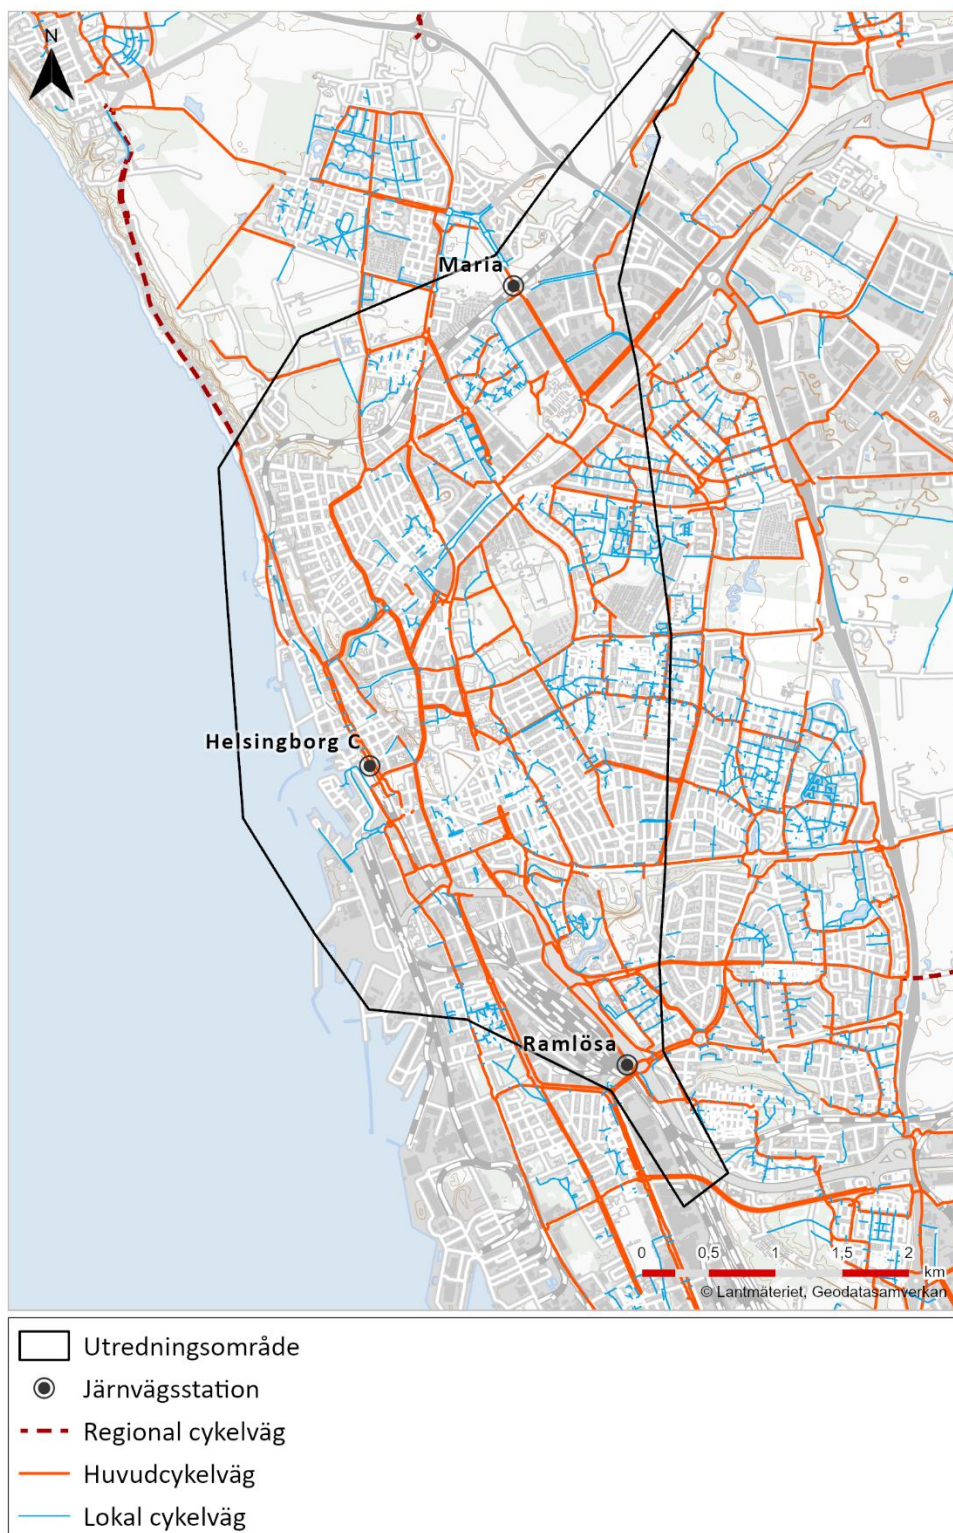 N
Maria
Helsingborg C
Ramlösa
0 0,5 1 1,5 2
km
© Lantmäteriet, Geodatasamverkan
Utredningsområde
Järnvägsstation
Regional cykelväg
Huvudcykelväg
Lokal cykelväg